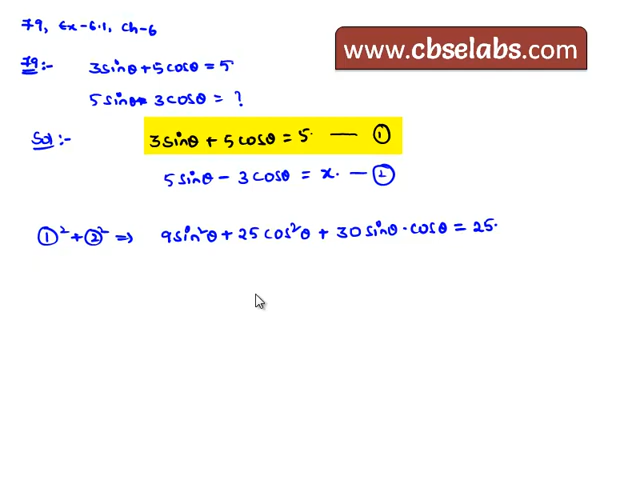 79, Ex-6.1, Ch-6
www.cbselabs.com
79:- 3sinθ+5cosθ = 5
5sinθ- 3cosθ = ?
Sol:- 3sinθ + 5cosθ = 5. — ①
5sinθ - 3cosθ = x. — ②
①² + ②² ⇒ 9sin²θ + 25cos²θ + 30sinθ·cosθ = 25.